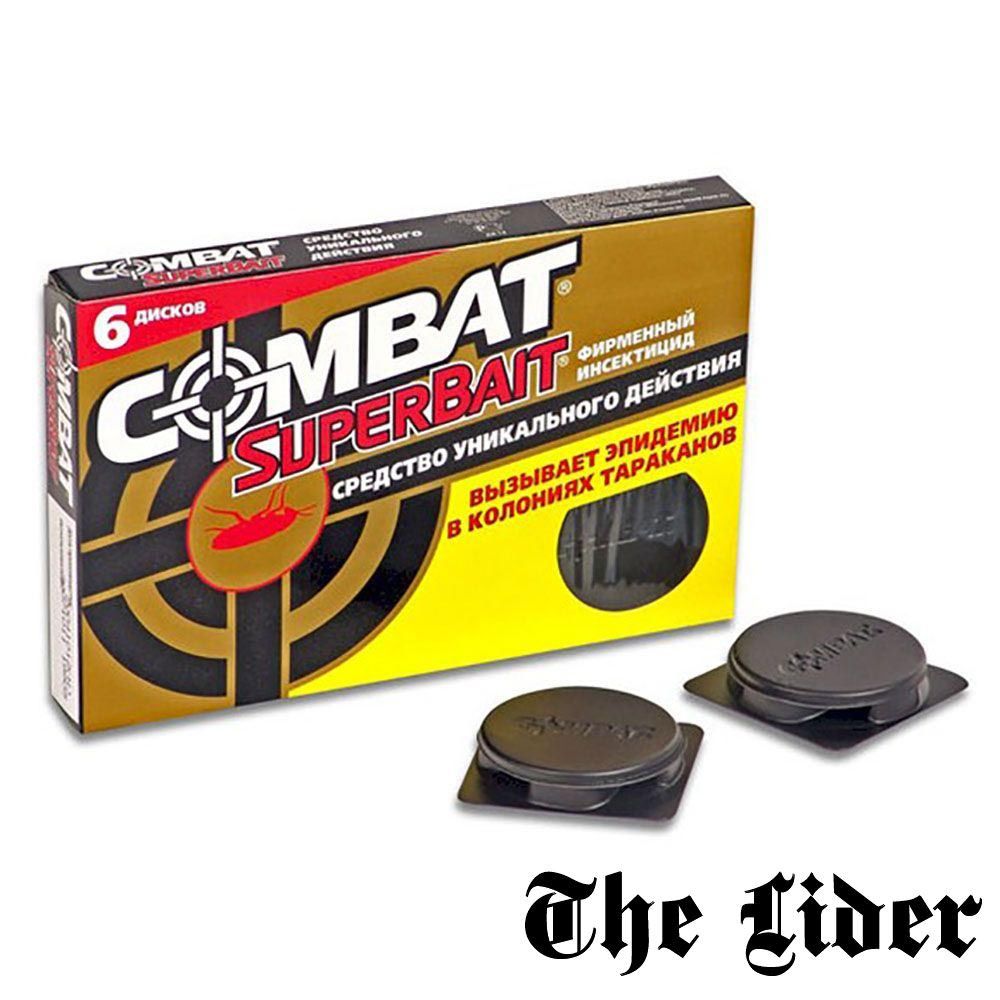 COMBAT
SUPERBAIT
СРЕДСТВО
УНИКАЛЬНОГО
ДЕЙСТВИЯ
6 ДИСКОВ
COMBAT®
SUPERBAIT®
ФИРМЕННЫЙ
ИНСЕКТИЦИД
СРЕДСТВО УНИКАЛЬНОГО ДЕЙСТВИЯ
ВЫЗЫВАЕТ ЭПИДЕМИЮ
В КОЛОНИЯХ ТАРАКАНОВ
COMBAT
SUPERBAIT
COMBAT
COMBAT
The Lider